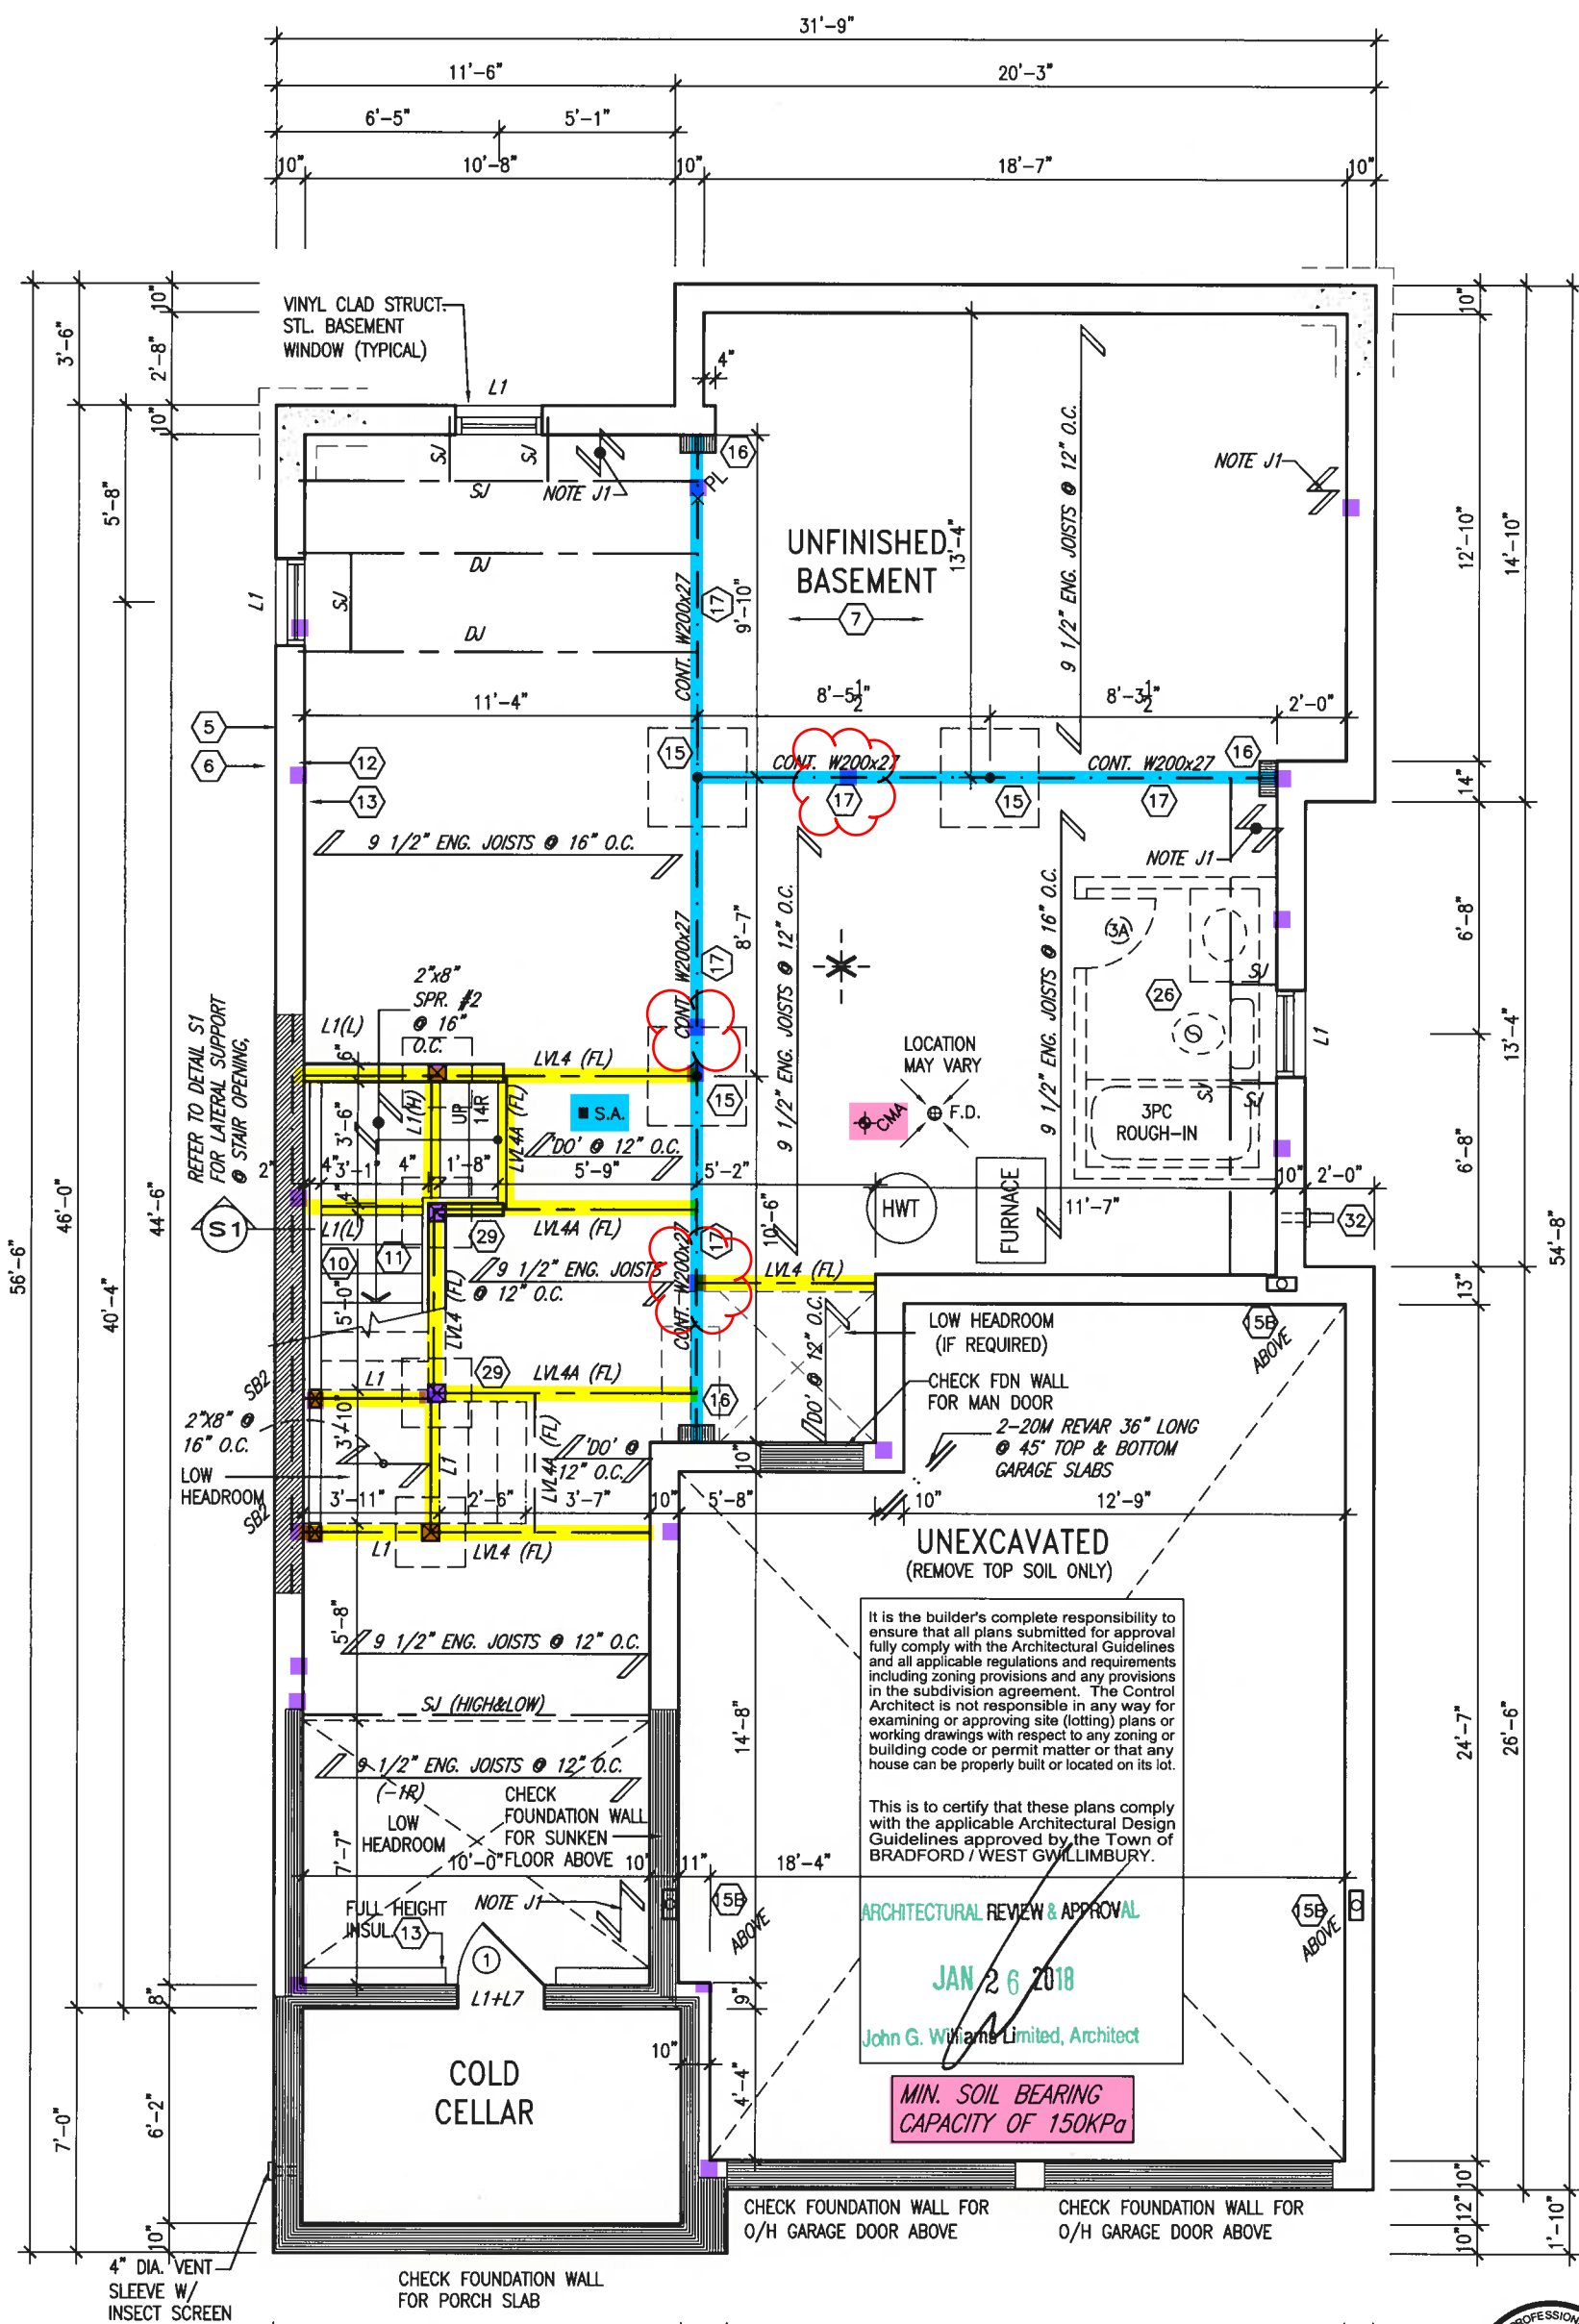 31'-9"
11'-6"
20'-3"
6'-5"
5'-1"
10"
10'-8"
10"
18'-7"
10"
VINYL CLAD STRUCT.
STL. BASEMENT
WINDOW (TYPICAL)
L1
4"
10"
3'-6"
2'-8"
10"
5'-8"
SJ
SJ
SJ
NOTE J1
16
PL
NOTE J1
9 1/2" ENG. JOISTS @ 12" O.C.
10"
12'-10"
14'-10"
UNFINISHED
BASEMENT
13'-4"
7
DJ
L1
SJ
DJ
CONT. W200x27
17
9'-10"
11'-4"
8'-5 1/2"
8'-3 1/2"
2'-0"
5
6
12
13
15
CONT. W200x27
17
15
CONT. W200x27
16
17
14"
NOTE J1
9 1/2" ENG. JOISTS @ 16" O.C.
9 1/2" ENG. JOISTS @ 12" O.C.
9 1/2" ENG. JOISTS @ 16" O.C.
3A
6'-8"
CONT. W200x27
17
8'-7"
2"x8"
SPR. #2
@ 16"
O.C.
REFER TO DETAIL S1
FOR LATERAL SUPPORT
@ STAIR OPENING,
L1(L)
6"
LVL4 (FL)
26
SJ
L1
13'-4"
LOCATION
MAY VARY
F.D.
CMA
S.A.
15
3'-6"
L1(H)
UP
14R
LVL4A (FL)
'DO' @ 12" O.C.
3PC
ROUGH-IN
SJ
SJ
6'-8"
2"
4"
3'-1"
4"
1'-8"
5'-9"
5'-2"
10"
2'-0"
11'-7"
HWT
FURNACE
32
S1
4"
L1(L)
LVL4A (FL)
29
10
11
17
10'-6"
CONT. W200x27
9 1/2" ENG. JOISTS
@ 12" O.C.
LVL4 (FL)
LVL4 (FL)
5'-0"
13"
56'-6"
46'-0"
40'-4"
44'-6"
54'-8"
LOW HEADROOM
(IF REQUIRED)
15B
ABOVE
'DO' @ 12" O.C.
SB2
L1
29
LVL4A (FL)
16
CHECK FDN WALL
FOR MAN DOOR
2"X8" @
16" O.C.
3'-10"
2-20M REVAR 36" LONG
@ 45° TOP & BOTTOM
GARAGE SLABS
L1
LVL4A (FL)
'DO' @
12" O.C.
10"
LOW
HEADROOM
SB2
3'-11"
2'-6"
3'-7"
10"
5'-8"
10"
12'-9"
L1
LVL4 (FL)
UNEXCAVATED
(REMOVE TOP SOIL ONLY)
It is the builder's complete responsibility to
ensure that all plans submitted for approval
fully comply with the Architectural Guidelines
and all applicable regulations and requirements
including zoning provisions and any provisions
in the subdivision agreement. The Control
Architect is not responsible in any way for
examining or approving site (lotting) plans or
working drawings with respect to any zoning or
building code or permit matter or that any
house can be properly built or located on its lot.
This is to certify that these plans comply
with the applicable Architectural Design
Guidelines approved by the Town of
BRADFORD / WEST GWILLIMBURY.
5'-8"
9 1/2" ENG. JOISTS @ 12" O.C.
SJ (HIGH&LOW)
14'-8"
24'-7"
26'-6"
9 1/2" ENG. JOISTS @ 12" O.C.
(-1R)
LOW
HEADROOM
CHECK
FOUNDATION WALL
FOR SUNKEN
FLOOR ABOVE
7'-7"
10'-0"
10"
11"
18'-4"
FULL HEIGHT
INSUL.
13
NOTE J1
15B
ABOVE
15B
ABOVE
ARCHITECTURAL REVIEW & APPROVAL
JAN 26 2018
John G. Williams Limited, Architect
1
L1+L7
8"
9"
10"
4'-4"
COLD
CELLAR
MIN. SOIL BEARING
CAPACITY OF 150KPa
7'-0"
6'-2"
10"
10"
12"
10"
1'-10"
CHECK FOUNDATION WALL FOR
O/H GARAGE DOOR ABOVE
CHECK FOUNDATION WALL FOR
O/H GARAGE DOOR ABOVE
4" DIA. VENT
SLEEVE W/
INSECT SCREEN
CHECK FOUNDATION WALL
FOR PORCH SLAB